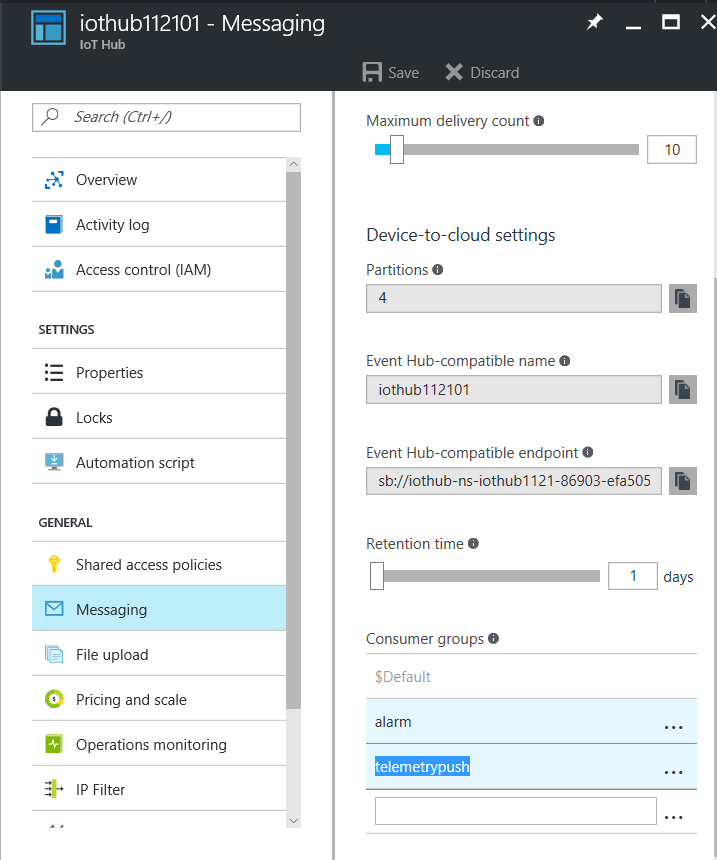 iothub112101 - Messaging
IoT Hub
Save
Discard
Search (Ctrl+/)
Overview
Activity log
Access control (IAM)
SETTINGS
Properties
Locks
Automation script
GENERAL
Shared access policies
Messaging
File upload
Pricing and scale
Operations monitoring
IP Filter
Maximum delivery count
10
Device-to-cloud settings
Partitions
4
Event Hub-compatible name
iothub112101
Event Hub-compatible endpoint
sb://iothub-ns-iothub1121-86903-efa505
Retention time
1 days
Consumer groups
$Default
alarm ...
telemetrypush ...
...